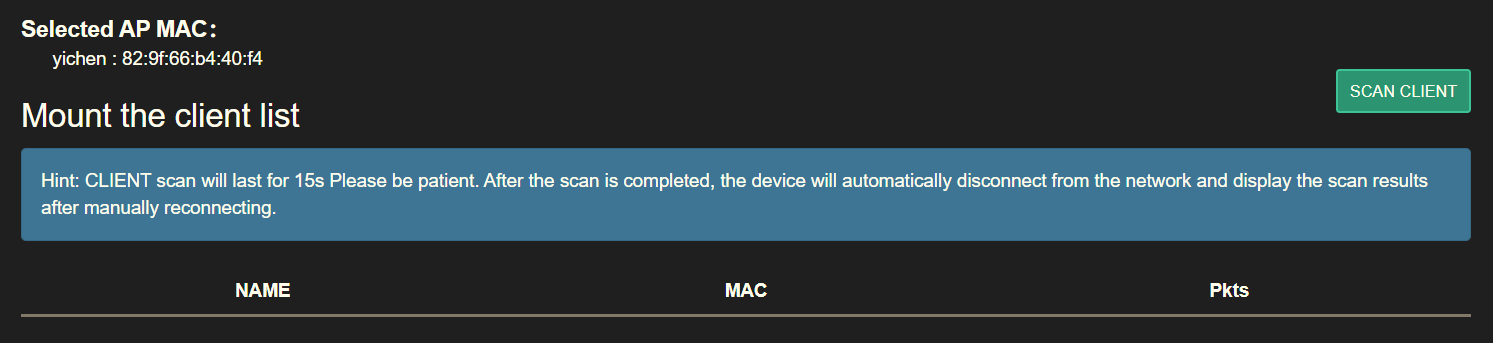 Selected AP MAC：
yichen : 82:9f:66:b4:40:f4
SCAN CLIENT
Mount the client list
Hint: CLIENT scan will last for 15s Please be patient. After the scan is completed, the device will automatically disconnect from the network and display the scan results
after manually reconnecting.
NAME MAC Pkts